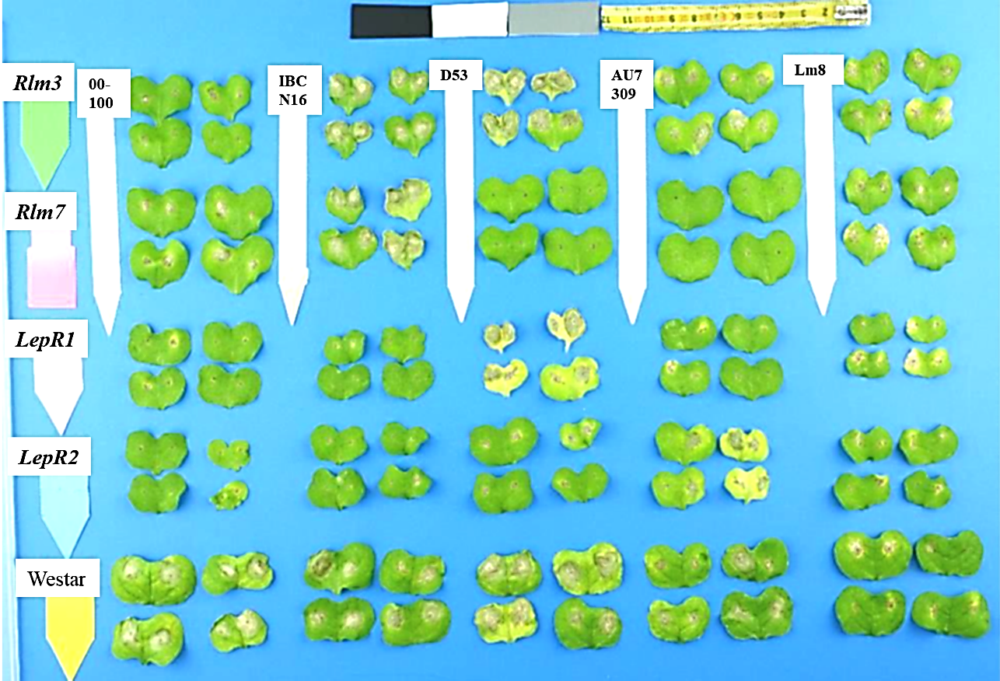 Rlm3
00-
100
IBC
N16
D53
AU7
309
Lm8
Rlm7
LepR1
LepR2
Westar